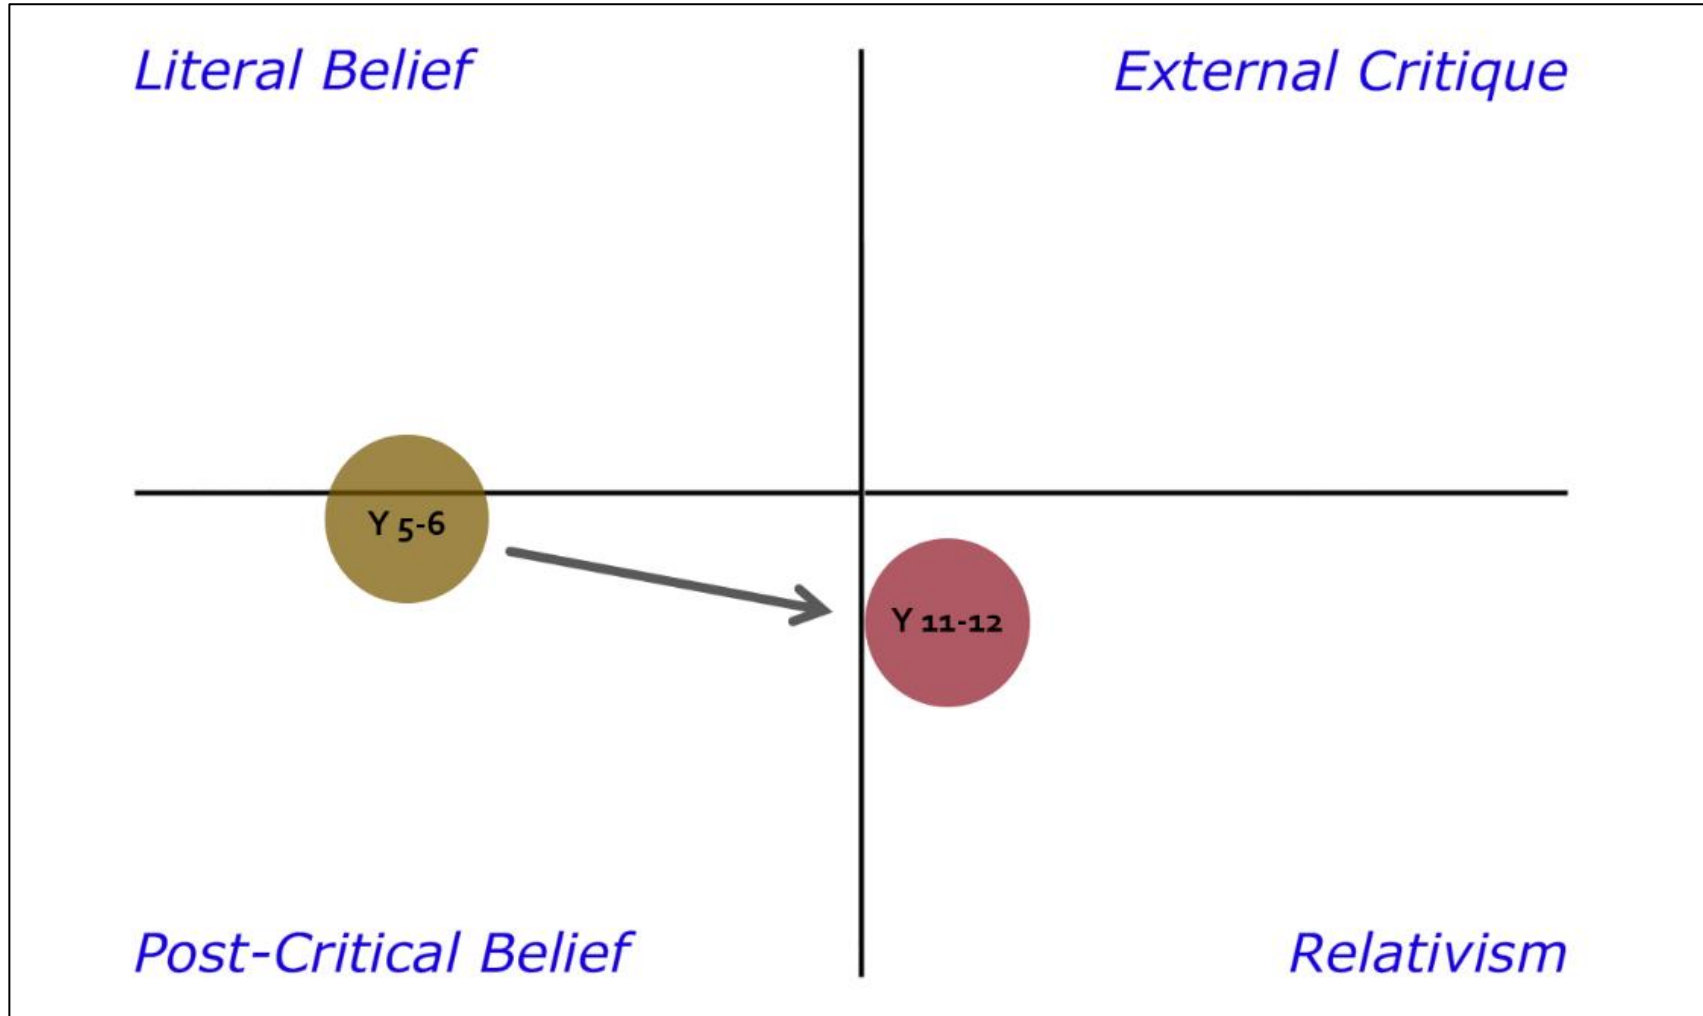 Literal Belief
External Critique
Y 5-6
Y 11-12
Post-Critical Belief
Relativism